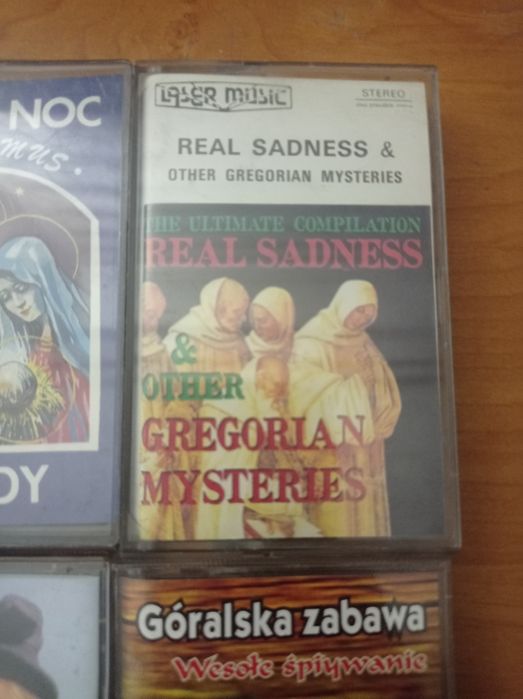 NOC
LASER MUSIC
STEREO
REAL SADNESS &
OTHER GREGORIAN MYSTERIES
THE ULTIMATE COMPILATION
REAL SADNESS
&
OTHER
GREGORIAN
MYSTERIES
DY
Góralska zabawa
Wesołe śpiywanie